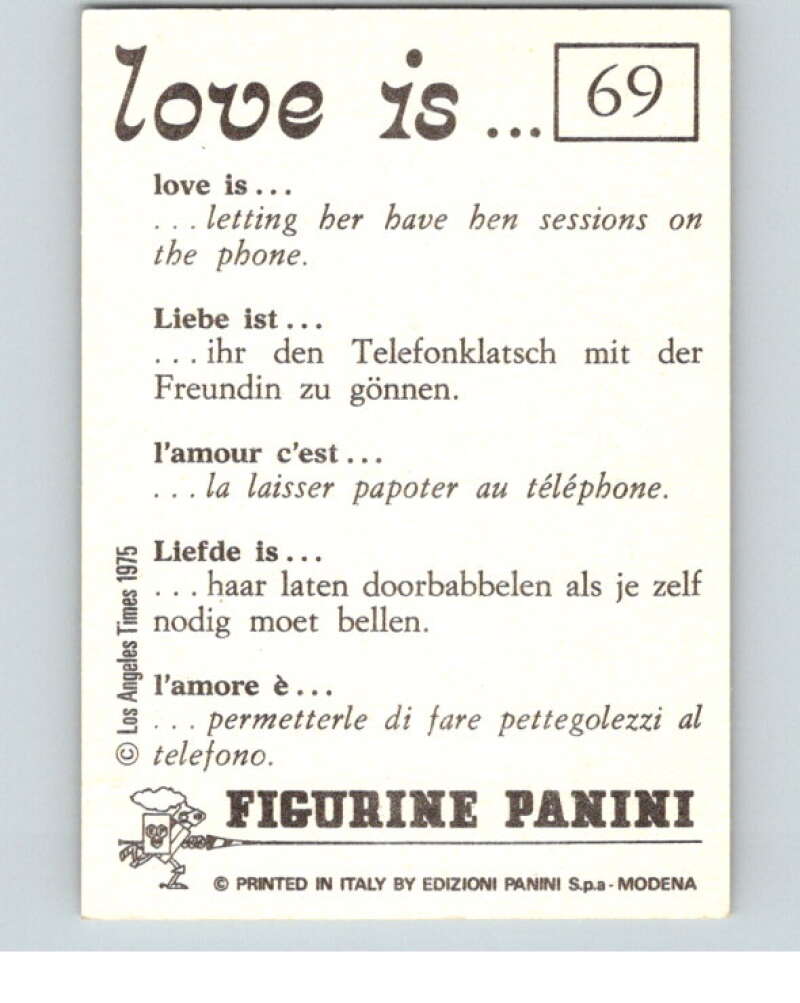 love is ...
69
love is...
...letting her have hen sessions on
the phone.
Liebe ist...
...ihr den Telefonklatsch mit der
Freundin zu gönnen.
l'amour c'est...
...la laisser papoter au téléphone.
Liefde is...
...haar laten doorbabbelen als je zelf
nodig moet bellen.
l'amore è...
...permetterle di fare pettegolezzi al
telefono.
© Los Angeles Times 1975
FIGURINE PANINI
© PRINTED IN ITALY BY EDIZIONI PANINI S.p.a - MODENA